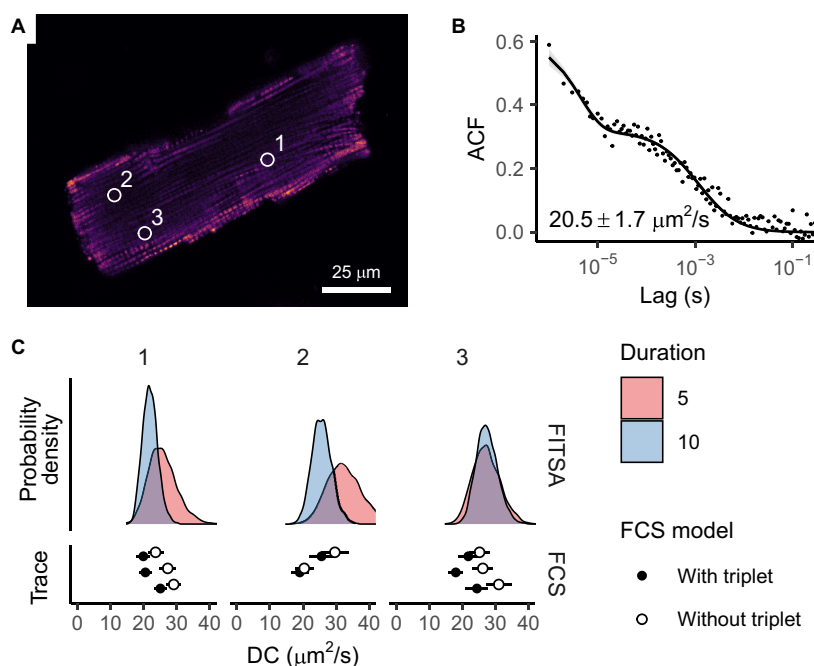 A
1
2
3
25 μm
B
0.6
0.4
0.2
0.0
ACF
20.5 ± 1.7 μm²/s
10⁻⁵ 10⁻³ 10⁻¹
Lag (s)
C
1 2 3
Probability
density
FITSA
Trace
FCS
0 10 20 30 40 0 10 20 30 40 0 10 20 30 40
DC (μm²/s)
Duration
5
10
FCS model
With triplet
Without triplet